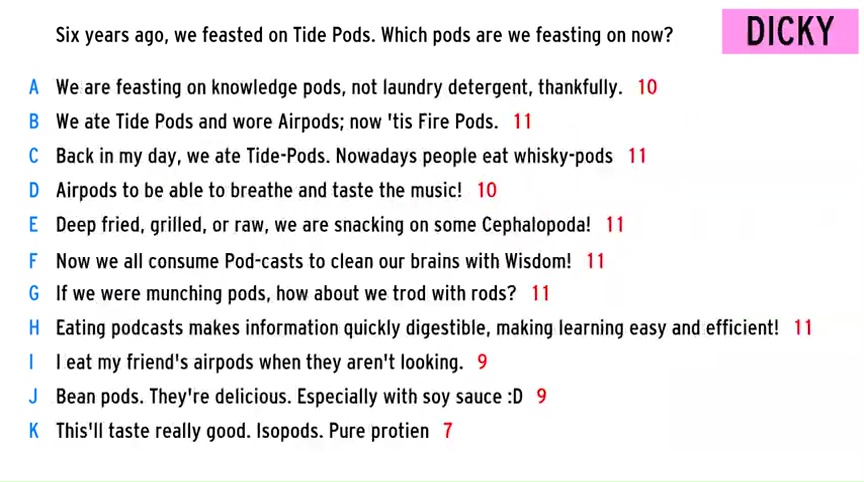 Six years ago, we feasted on Tide Pods. Which pods are we feasting on now?
DICKY
A We are feasting on knowledge pods, not laundry detergent, thankfully. 10
B We ate Tide Pods and wore Airpods; now 'tis Fire Pods. 11
C Back in my day, we ate Tide-Pods. Nowadays people eat whisky-pods 11
D Airpods to be able to breathe and taste the music! 10
E Deep fried, grilled, or raw, we are snacking on some Cephalopoda! 11
F Now we all consume Pod-casts to clean our brains with Wisdom! 11
G If we were munching pods, how about we trod with rods? 11
H Eating podcasts makes information quickly digestible, making learning easy and efficient! 11
I I eat my friend's airpods when they aren't looking. 9
J Bean pods. They're delicious. Especially with soy sauce :D 9
K This'll taste really good. Isopods. Pure protien 7